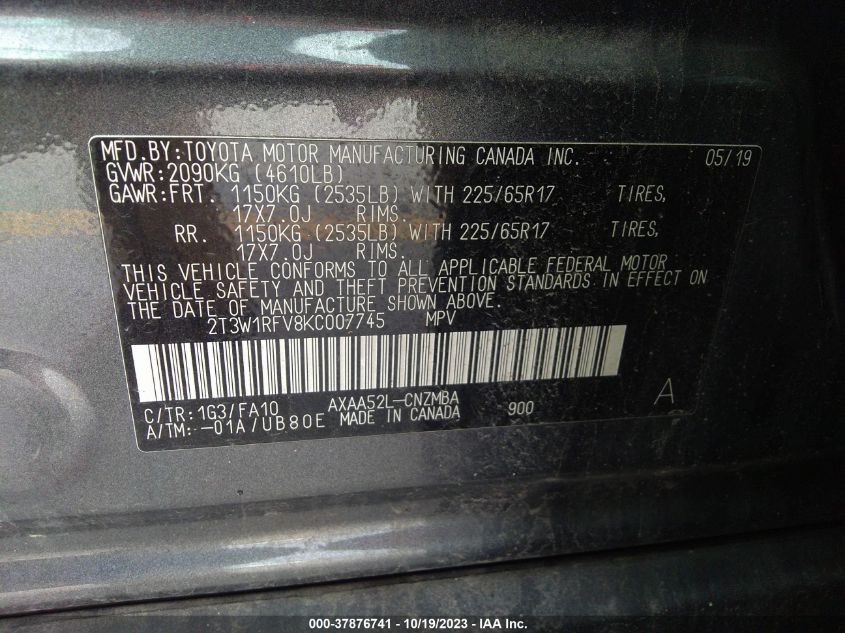 MFD.BY:TOYOTA MOTOR MANUFACTURING CANADA INC. 05/19
GVWR:2090KG (4610LB)
GAWR:FRT. 1150KG (2535LB) WITH 225/65R17 TIRES,
17X7.0J RIMS.
RR. 1150KG (2535LB) WITH 225/65R17 TIRES,
17X7.0J RIMS.
THIS VEHICLE CONFORMS TO ALL APPLICABLE FEDERAL MOTOR
VEHICLE SAFETY AND THEFT PREVENTION STANDARDS IN EFFECT ON
THE DATE OF MANUFACTURE SHOWN ABOVE.
2T3W1RFV8KC007745 MPV
C/TR:1G3/FA10 AXAA52L-CNZMBA A
A/TM:-01A/UB80E MADE IN CANADA 900
000-37876741 - 10/19/2023 - IAA Inc.